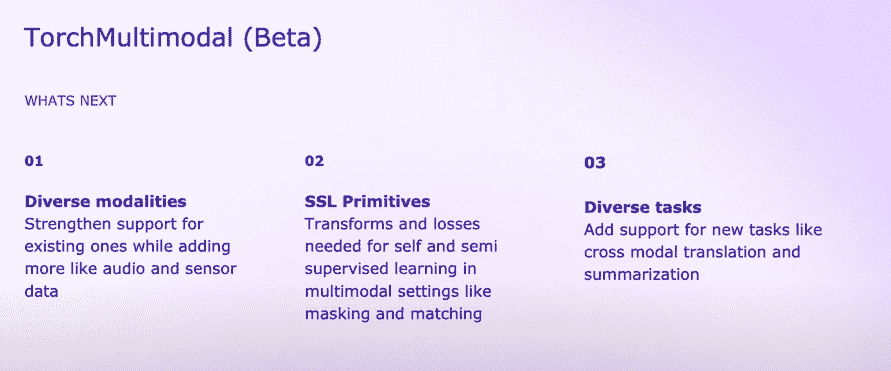 TorchMultimodal (Beta)
WHATS NEXT
01
Diverse modalities
Strengthen support for
existing ones while adding
more like audio and sensor
data
02
SSL Primitives
Transforms and losses
needed for self and semi
supervised learning in
multimodal settings like
masking and matching
03
Diverse tasks
Add support for new tasks like
cross modal translation and
summarization